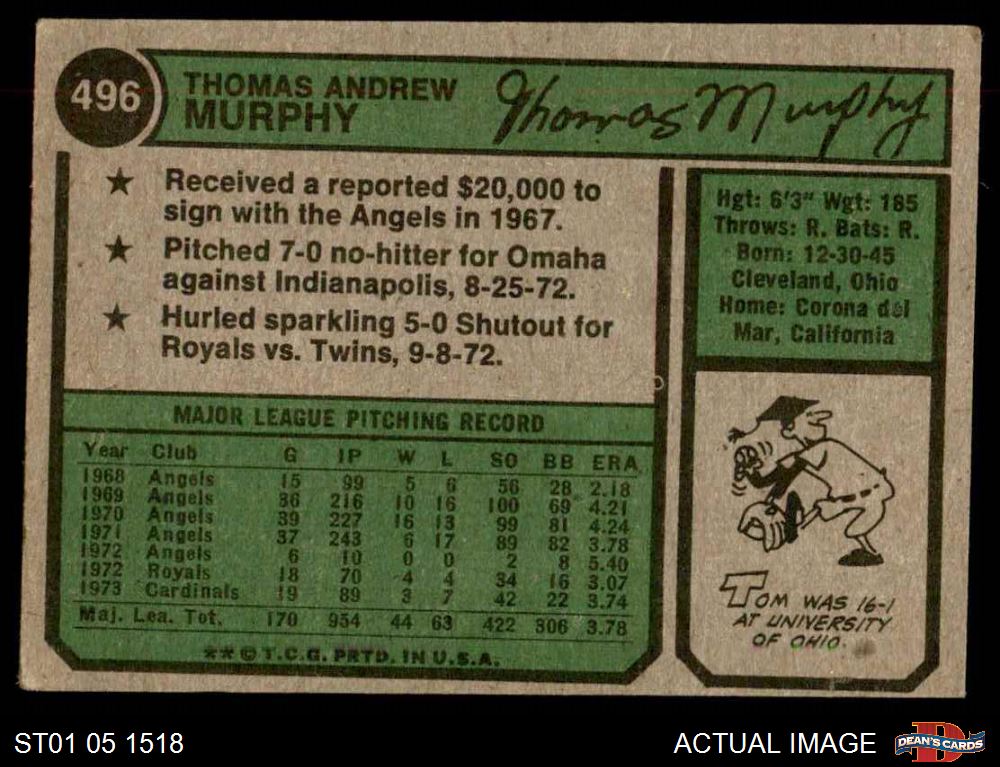 496
THOMAS ANDREW
MURPHY
Thomas Murphy
★ Received a reported $20,000 to
sign with the Angels in 1967.
★ Pitched 7-0 no-hitter for Omaha
against Indianapolis, 8-25-72.
★ Hurled sparkling 5-0 Shutout for
Royals vs. Twins, 9-8-72.
Hgt: 6'3" Wgt: 185
Throws: R. Bats: R.
Born: 12-30-45
Cleveland, Ohio
Home: Corona del
Mar, California
MAJOR LEAGUE PITCHING RECORD
Year Club G IP W L SO BB ERA
1968 Angels 15 99 5 6 56 28 2.18
1969 Angels 36 216 10 16 100 69 4.21
1970 Angels 39 227 16 13 99 81 4.24
1971 Angels 37 243 6 17 89 82 3.78
1972 Angels 6 10 0 0 2 8 5.40
1972 Royals 18 70 4 4 34 16 3.07
1973 Cardinals 19 89 3 7 42 22 3.74
Maj. Lea. Tot. 170 954 44 63 422 306 3.78
** © T.C.G. PRTD. IN U.S.A.
TOM WAS 16-1
AT UNIVERSITY
OF OHIO.
ST01 05 1518
ACTUAL IMAGE
D
DEAN'S CARDS